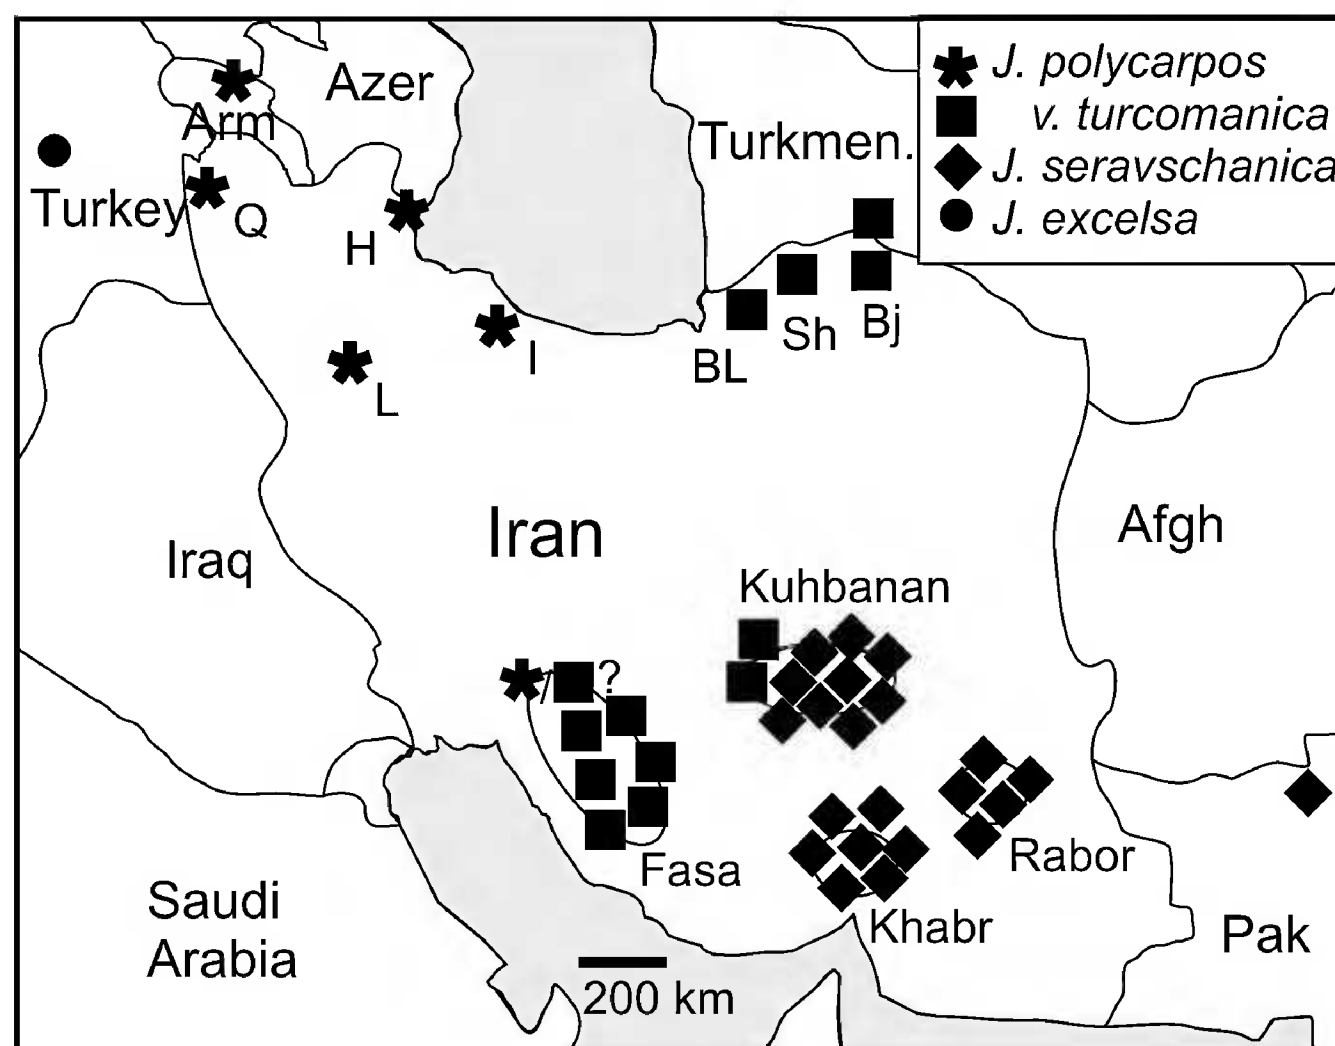 J. polycarpos
v. turcomanica
J. seravschanica
J. excelsa
Azer
Arm
Turkmen.
Turkey
Q
H
I
L
BL
Sh
Bj
Iran
Iraq
Afgh
Kuhbanan
/ ?
Fasa
Rabor
Khabr
Saudi
Arabia
Pak
200 km